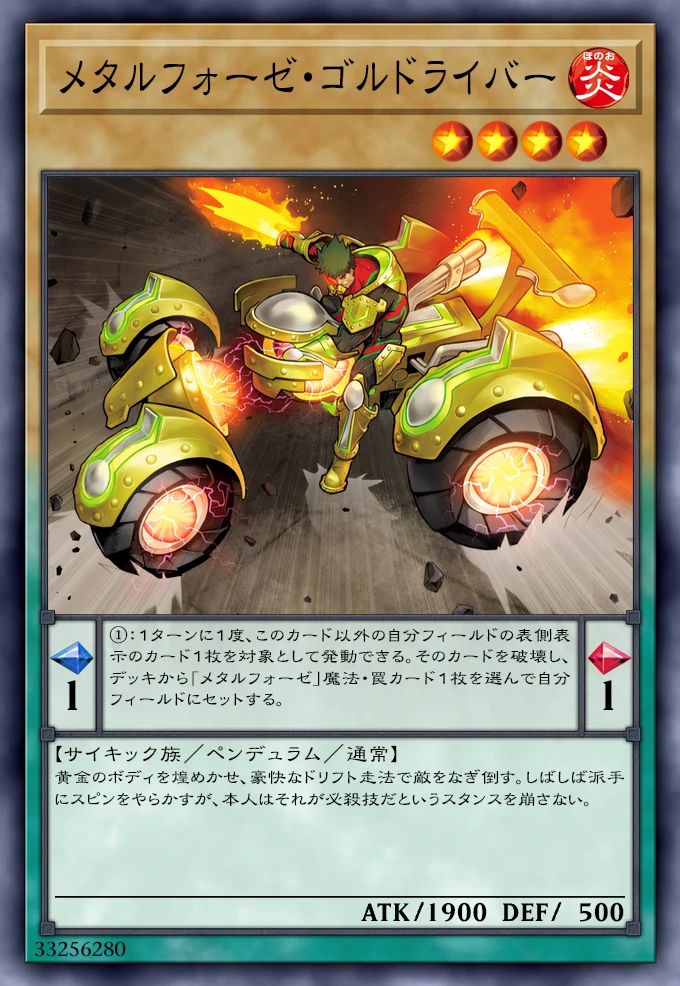 メタルフォーゼ・ゴルドライバー
ほのお
炎
①：1ターンに1度、このカード以外の自分フィールドの表側表
示のカード1枚を対象として発動できる。そのカードを破壊し、
デッキから「メタルフォーゼ」魔法・罠カード1枚を選んで自分
フィールドにセットする。
1
1
【サイキック族／ペンデュラム／通常】
黄金のボディを煌めかせ、豪快なドリフト走法で敵をなぎ倒す。しばしば派手
にスピンをやらかすが、本人はそれが必殺技だというスタンスを崩さない。
ATK/1900 DEF/ 500
33256280